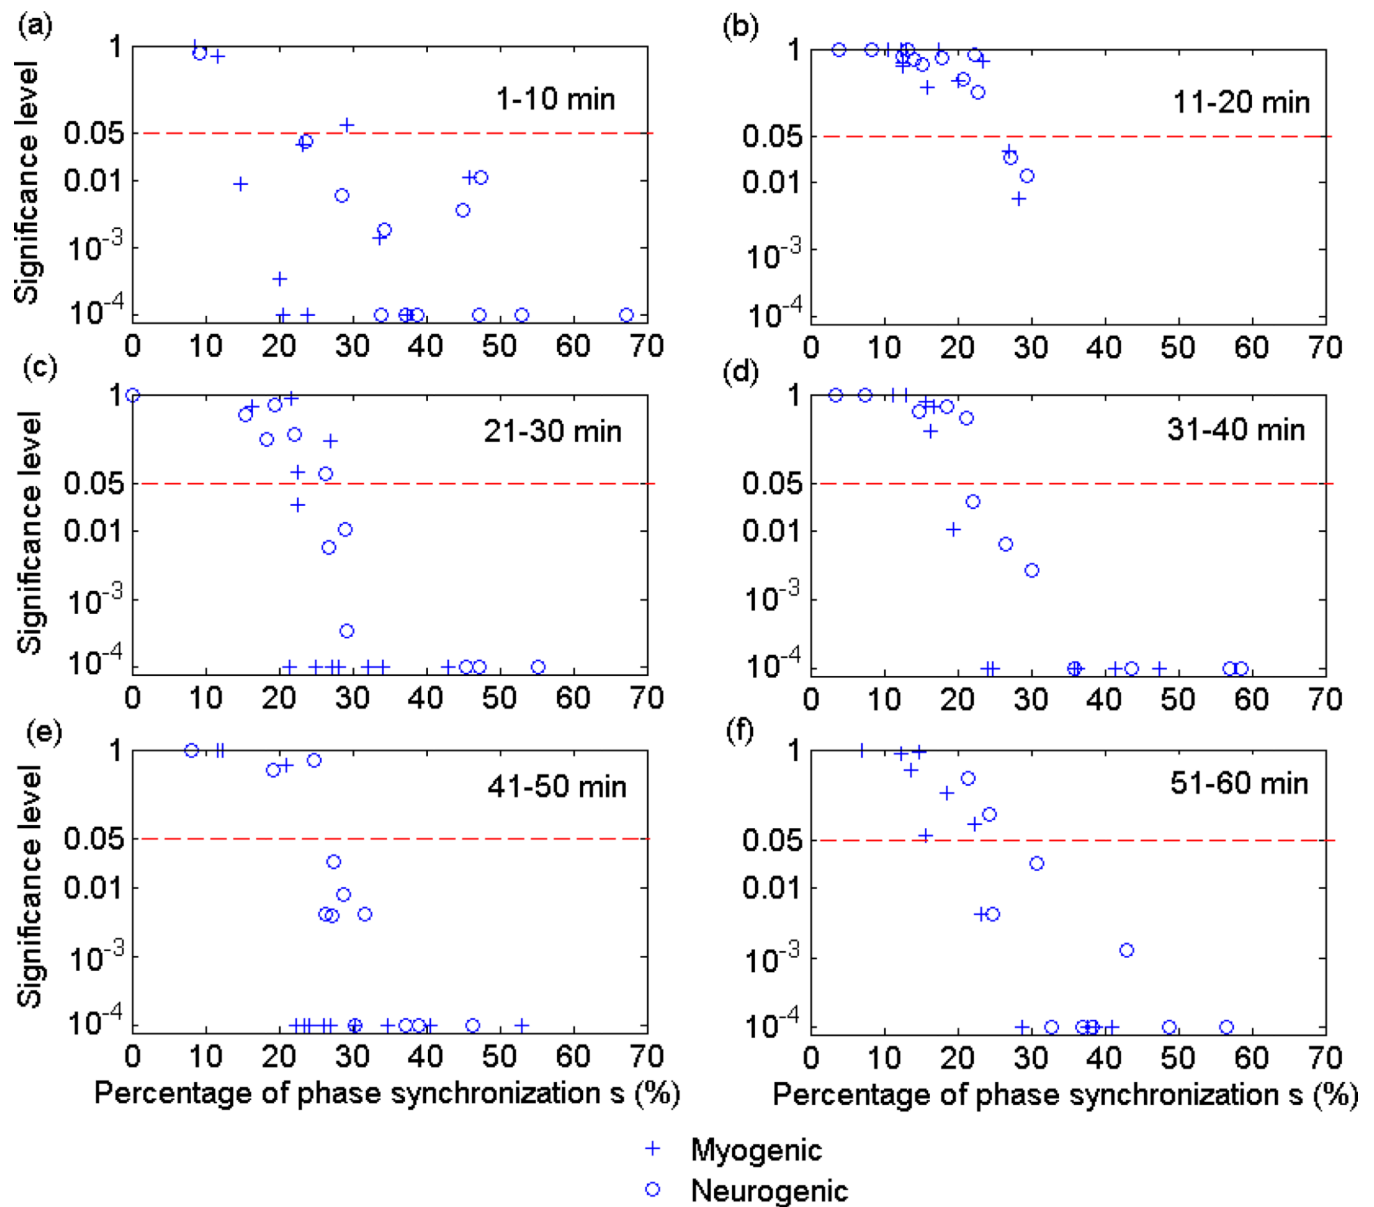 (a)
1-10 min
Significance level
1
0.05
0.01
10-3
10-4
0 10 20 30 40 50 60 70
(b)
11-20 min
1
0.05
0.01
10-3
10-4
0 10 20 30 40 50 60 70
(c)
21-30 min
Significance level
1
0.05
0.01
10-3
10-4
0 10 20 30 40 50 60 70
(d)
31-40 min
1
0.05
0.01
10-3
10-4
0 10 20 30 40 50 60 70
(e)
41-50 min
Significance level
1
0.05
0.01
10-3
10-4
0 10 20 30 40 50 60 70
Percentage of phase synchronization s (%)
(f)
51-60 min
1
0.05
0.01
10-3
10-4
0 10 20 30 40 50 60 70
Percentage of phase synchronization s (%)
Myogenic
Neurogenic